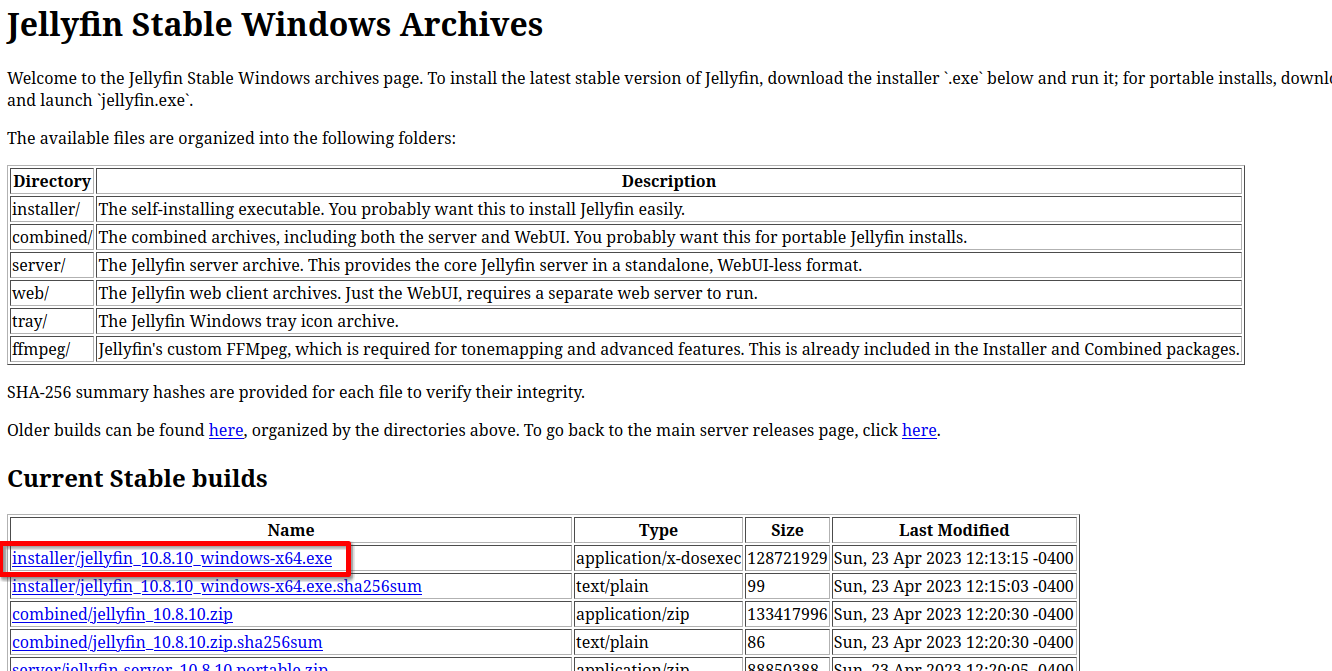 Jellyfin Stable Windows Archives
Welcome to the Jellyfin Stable Windows archives page. To install the latest stable version of Jellyfin, download the installer `.exe` below and run it; for portable installs,
and launch `jellyfin.exe`.
The available files are organized into the following folders:
Directory Description
installer/ The self-installing executable. You probably want this to install Jellyfin easily.
combined/ The combined archives, including both the server and WebUI. You probably want this for portable Jellyfin installs.
server/ The Jellyfin server archive. This provides the core Jellyfin server in a standalone, WebUI-less format.
web/ The Jellyfin web client archives. Just the WebUI, requires a separate web server to run.
tray/ The Jellyfin Windows tray icon archive.
ffmpeg/ Jellyfin's custom FFMpeg, which is required for tonemapping and advanced features. This is already included in the Installer and Combined packages.
SHA-256 summary hashes are provided for each file to verify their integrity.
Older builds can be found here, organized by the directories above. To go back to the main server releases page, click here.
Current Stable builds
Name Type Size Last Modified
installer/jellyfin_10.8.10_windows-x64.exe application/x-dosexec 128721929 Sun, 23 Apr 2023 12:13:15 -0400
installer/jellyfin_10.8.10_windows-x64.exe.sha256sum text/plain 99 Sun, 23 Apr 2023 12:15:03 -0400
combined/jellyfin_10.8.10.zip application/zip 133417996 Sun, 23 Apr 2023 12:20:30 -0400
combined/jellyfin_10.8.10.zip.sha256sum text/plain 86 Sun, 23 Apr 2023 12:20:30 -0400
server/jellyfin-server_10.8.10.portable.zip application/zip 88850388 Sun, 23 Apr 2023 12:20:05 -0400